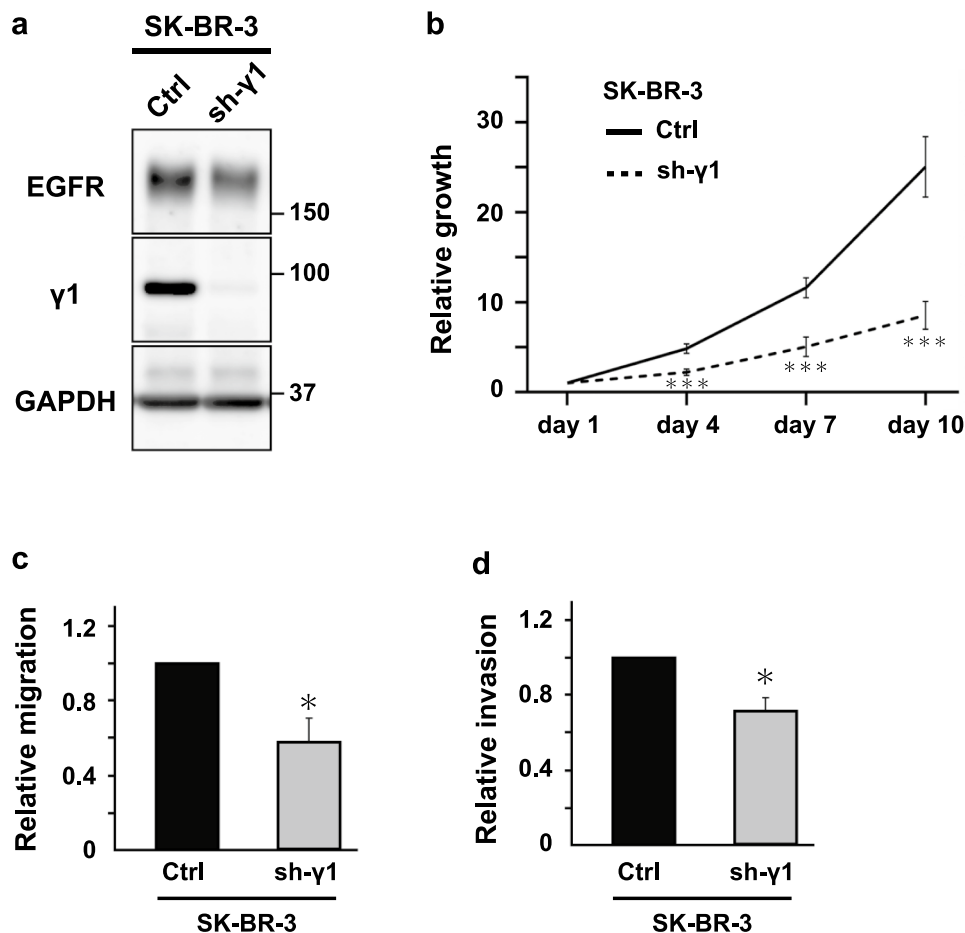 a
SK-BR-3
Ctrl sh-γ1
EGFR
150
γ1
100
GAPDH
37
b
SK-BR-3
Ctrl
sh-γ1
Relative growth
30
20
10
0
***
***
***
day 1 day 4 day 7 day 10
c
Relative migration
1.2
0.8
0.4
0
*
Ctrl sh-γ1
SK-BR-3
d
Relative invasion
1.2
0.8
0.4
0
*
Ctrl sh-γ1
SK-BR-3